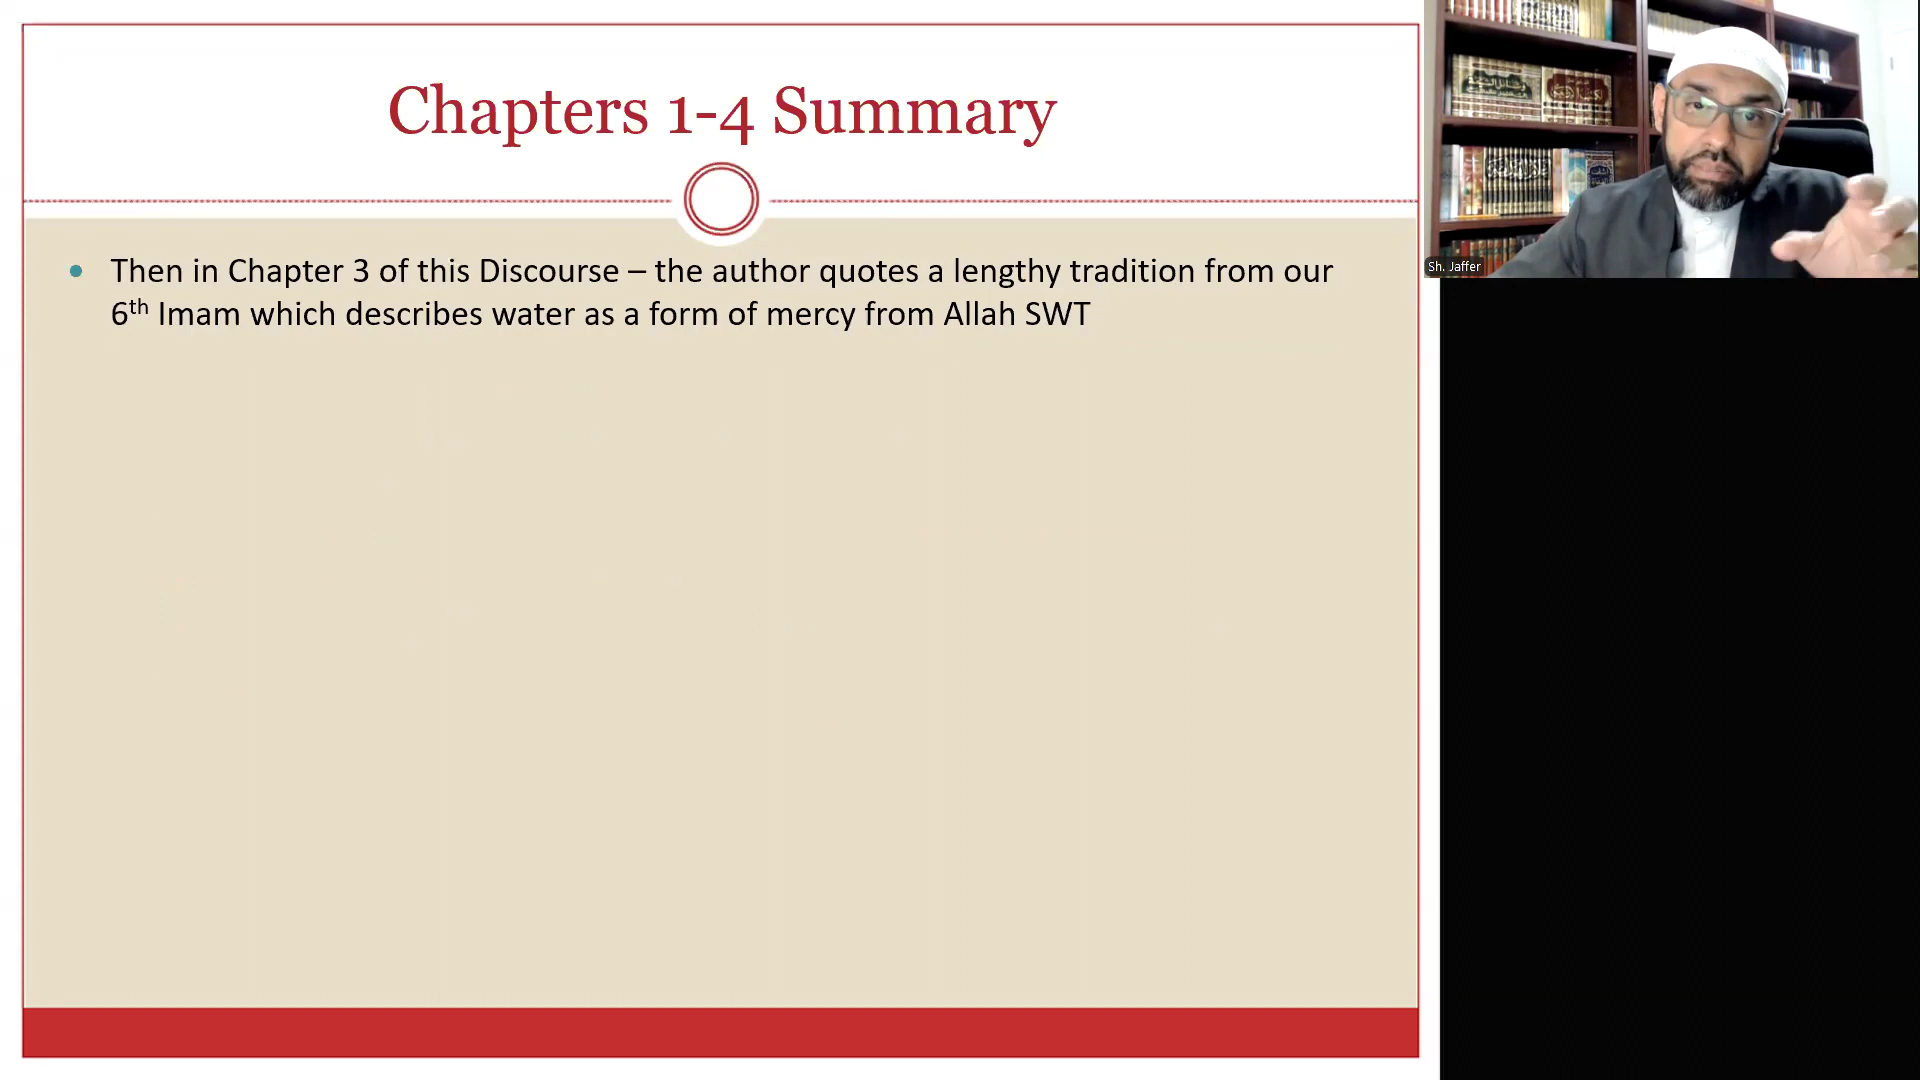 Chapters 1-4 Summary
• Then in Chapter 3 of this Discourse – the author quotes a lengthy tradition from our
6th Imam which describes water as a form of mercy from Allah SWT
Sh. Jaffer